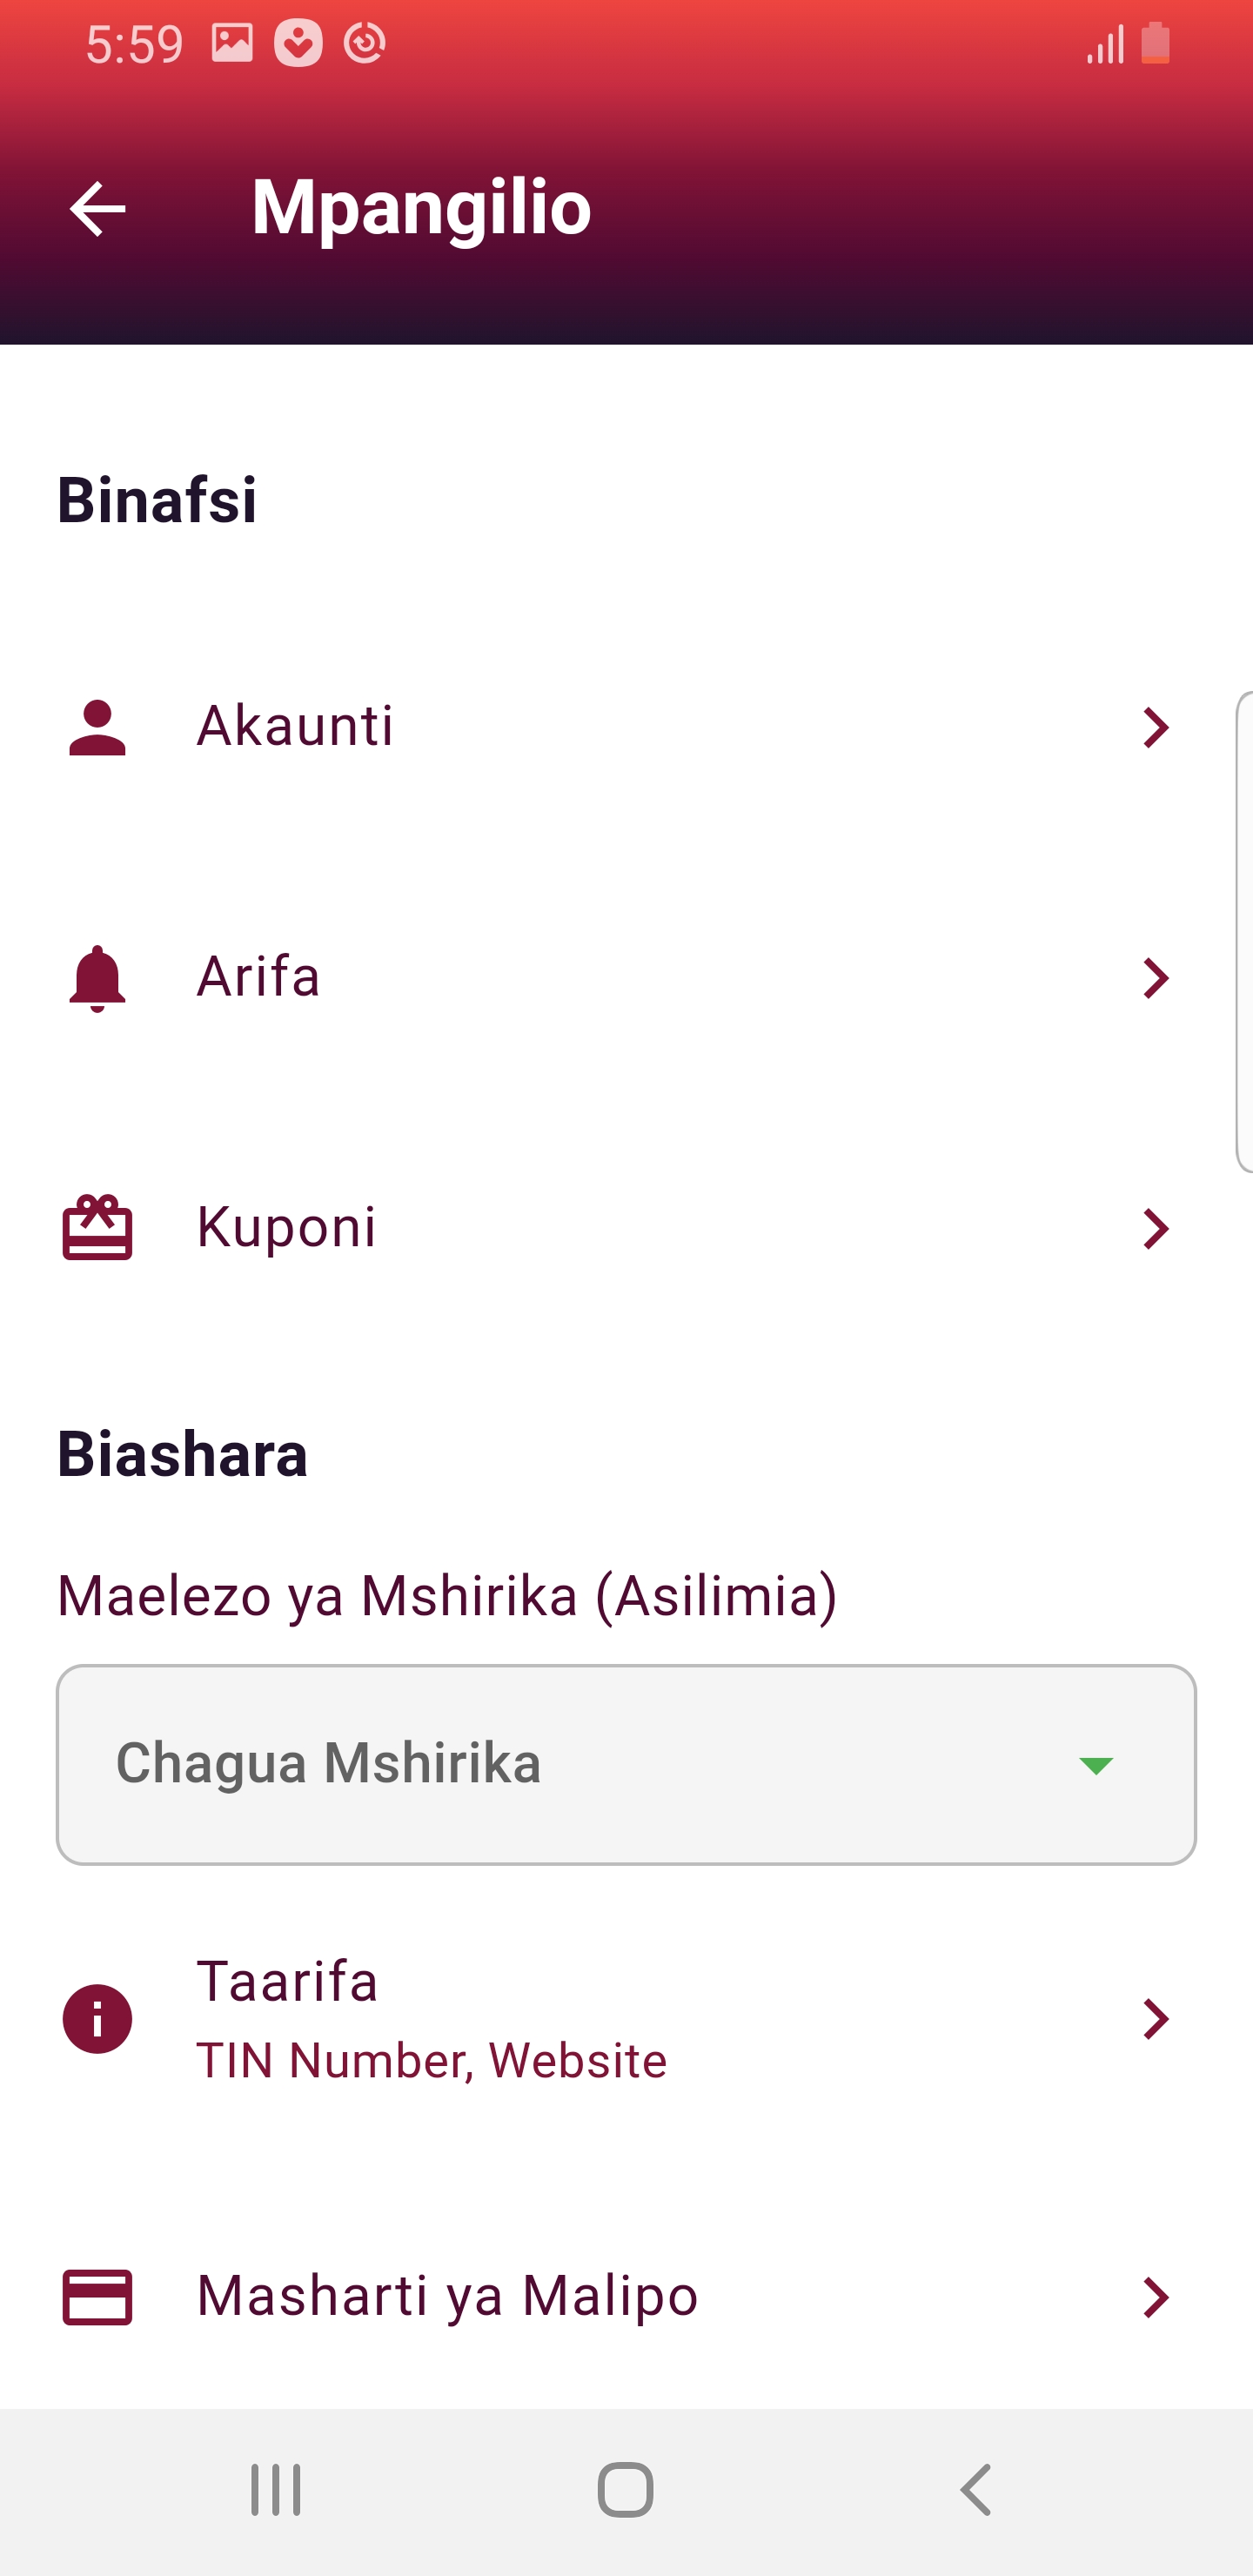 5:59
Mpangilio
Binafsi
Akaunti
Arifa
Kuponi
Biashara
Maelezo ya Mshirika (Asilimia)
Chagua Mshirika
Taarifa
TIN Number, Website
Masharti ya Malipo